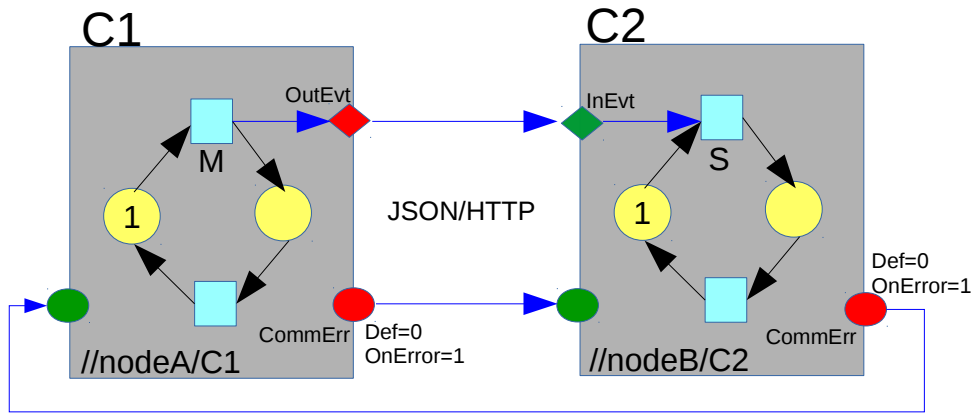 C1
C2
OutEvt
InEvt
M
S
1
JSON/HTTP
1
CommErr
Def=0
OnError=1
Def=0
OnError=1
CommErr
//nodeA/C1
//nodeB/C2